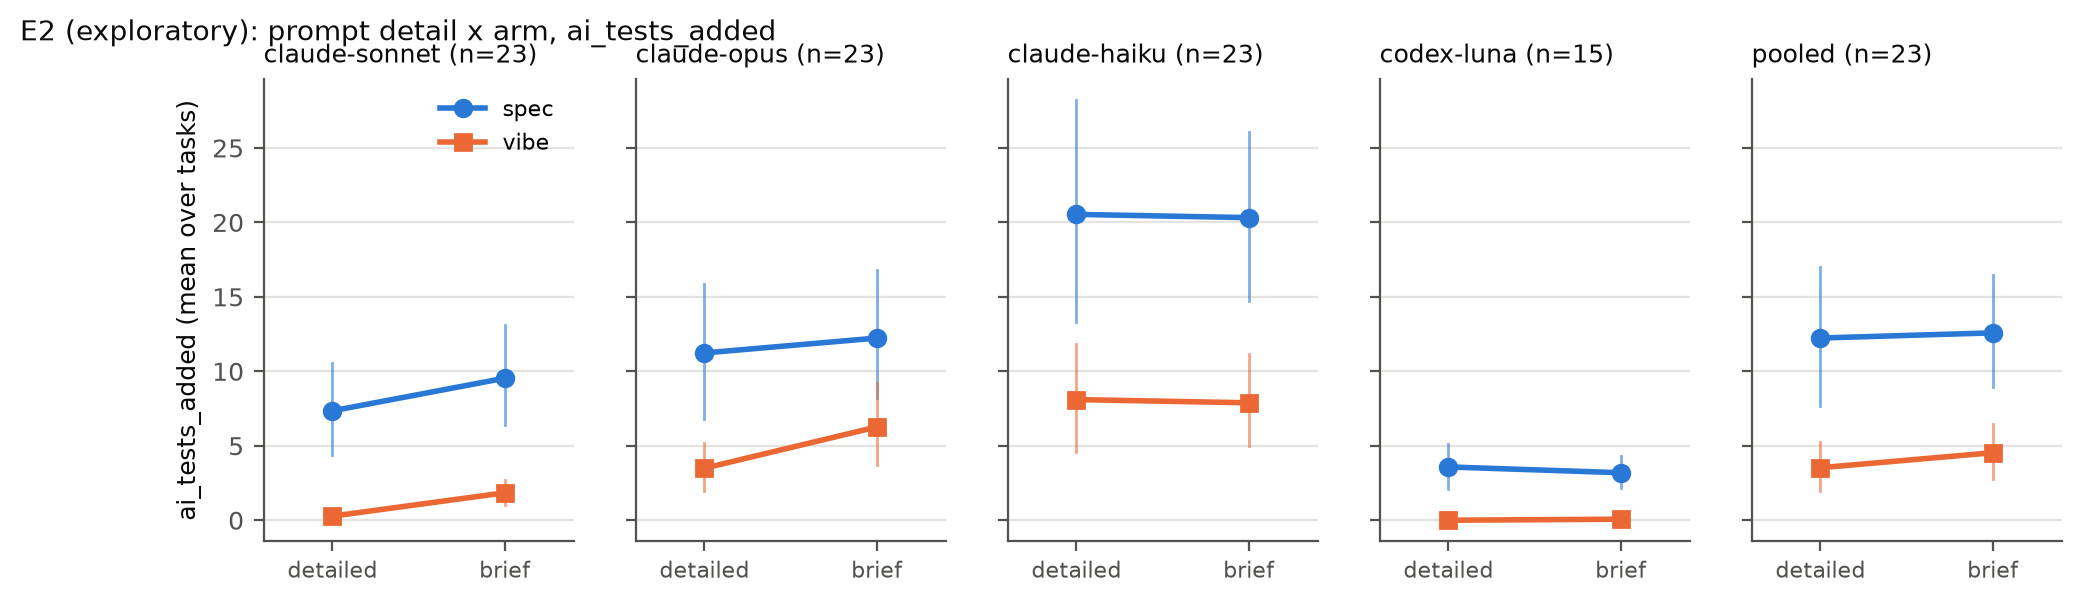 E2 (exploratory): prompt detail x arm, ai_tests_added
claude-sonnet (n=23)
claude-opus (n=23)
claude-haiku (n=23)
codex-luna (n=15)
pooled (n=23)
spec
vibe
ai_tests_added (mean over tasks)
25
20
15
10
5
0
detailed brief
detailed brief
detailed brief
detailed brief
detailed brief